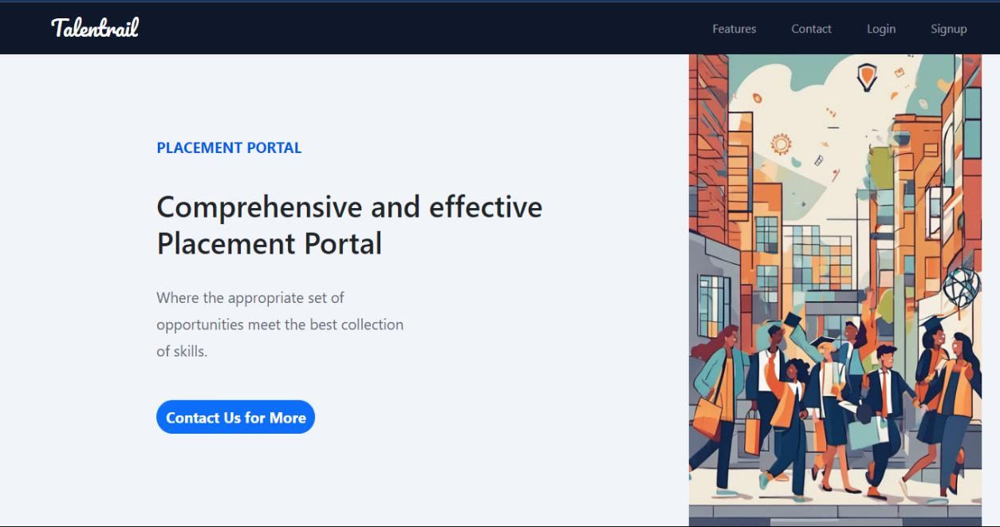 Talentrail
Features Contact Login Signup
PLACEMENT PORTAL
Comprehensive and effective
Placement Portal
Where the appropriate set of
opportunities meet the best collection
of skills.
Contact Us for More